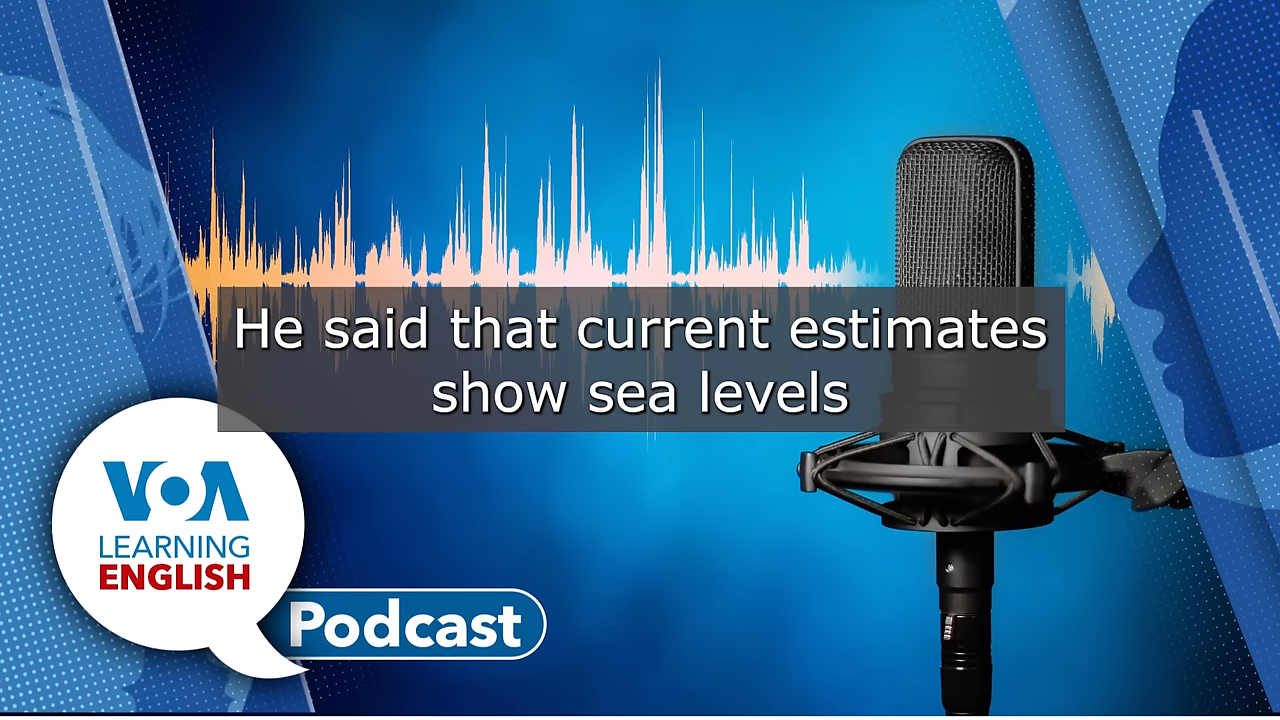 He said that current estimates
show sea levels
VOA
LEARNING
ENGLISH
Podcast